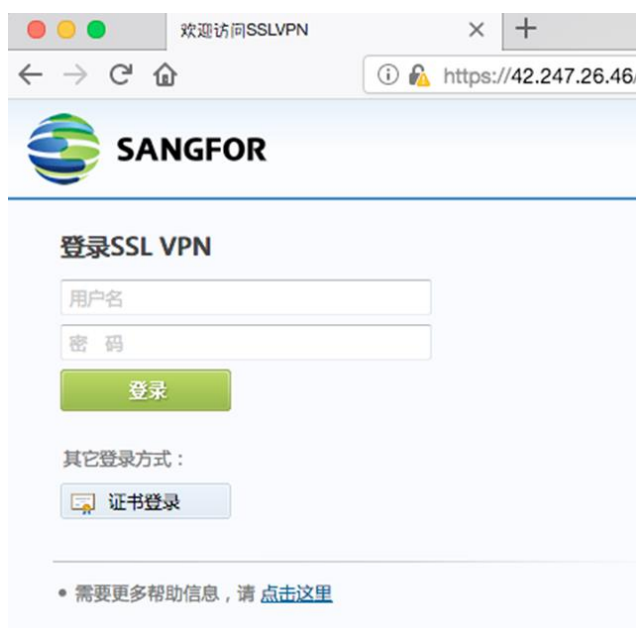 欢迎访问SSLVPN
https://42.247.26.46/
SANGFOR
登录SSL VPN
用户名
密 码
登录
其它登录方式：
证书登录
• 需要更多帮助信息，请 点击这里